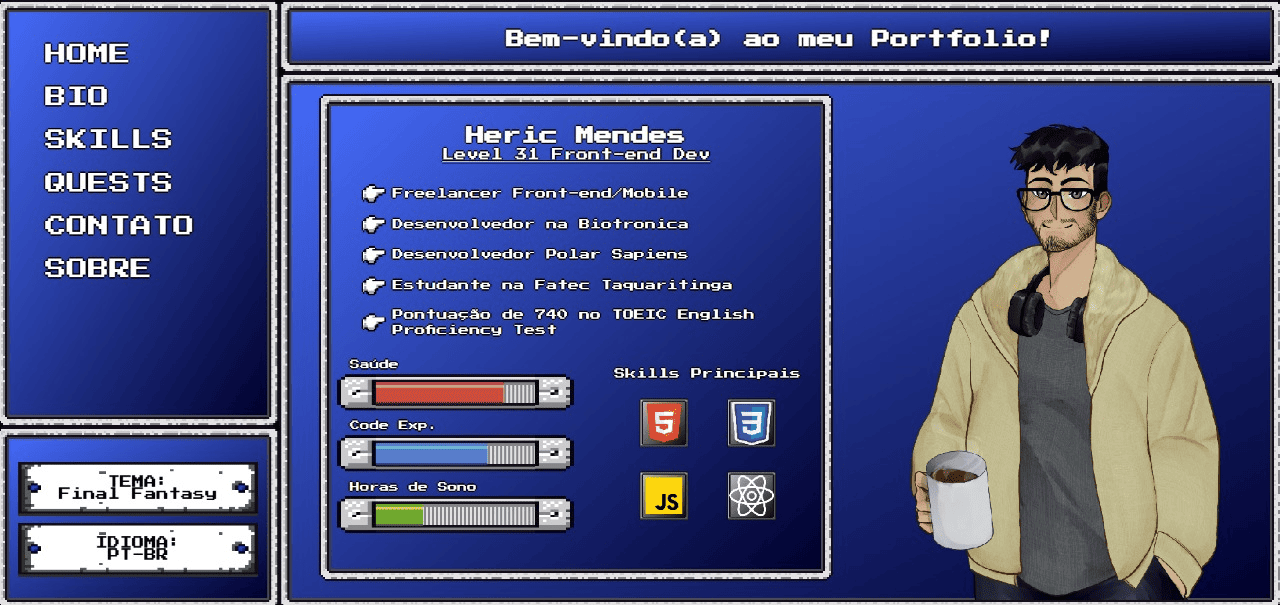 HOME
BIO
SKILLS
QUESTS
CONTATO
SOBRE
TEMA:
Final Fantasy
IDIOMA:
PT-BR
Bem-vindo(a) ao meu Portfolio!
Heric Mendes
Level 31 Front-end Dev
Freelancer Front-end/Mobile
Desenvolvedor na Biotronica
Desenvolvedor Polar Sapiens
Estudante na Fatec Taquaritinga
Pontuação de 740 no TOEIC English
Proficiency Test
Saúde
Code Exp.
Horas de Sono
Skills Principais
5
3
JS